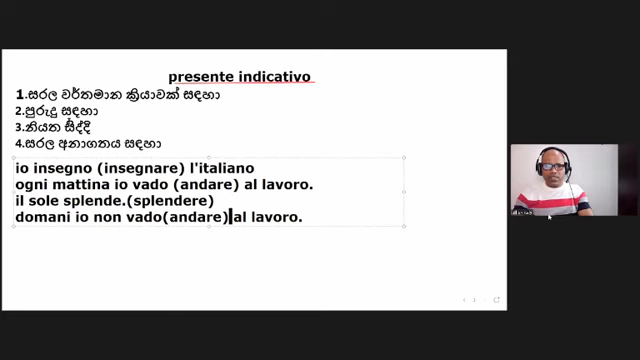 presente indicativo
1.සරල වර්තමාන ක්‍රියාවක් සඳහා
2.පුරුදු සඳහා
3.නියත සිද්දි
4.සරල අනාගතය සඳහා
io insegno (insegnare) l'italiano
ogni mattina io vado (andare) al lavoro.
il sole splende.(splendere)
domani io non vado(andare) al lavoro.